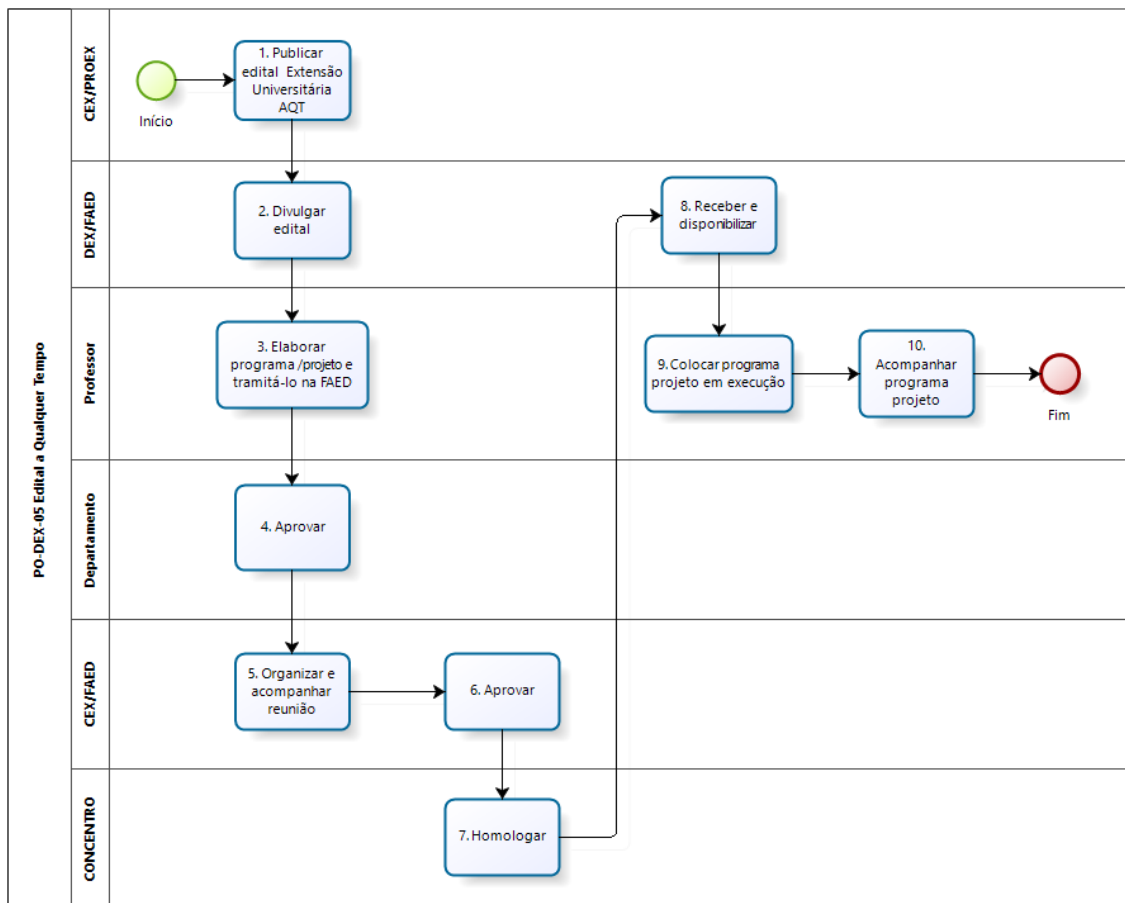 PO-DEX-05 Edital a Qualquer Tempo
CEX/PROEX
Início
1. Publicar
edital Extensão
Universitária
AQT
DEX/FAED
2. Divulgar
edital
8. Receber e
disponibilizar
Professor
3. Elaborar
programa /projeto e
tramitá-lo na FAED
9. Colocar programa
projeto em execução
10.
Acompanhar
programa
projeto
Fim
Departamento
4. Aprovar
CEX/FAED
5. Organizar e
acompanhar
reunião
6. Aprovar
CONCENTRO
7. Homologar